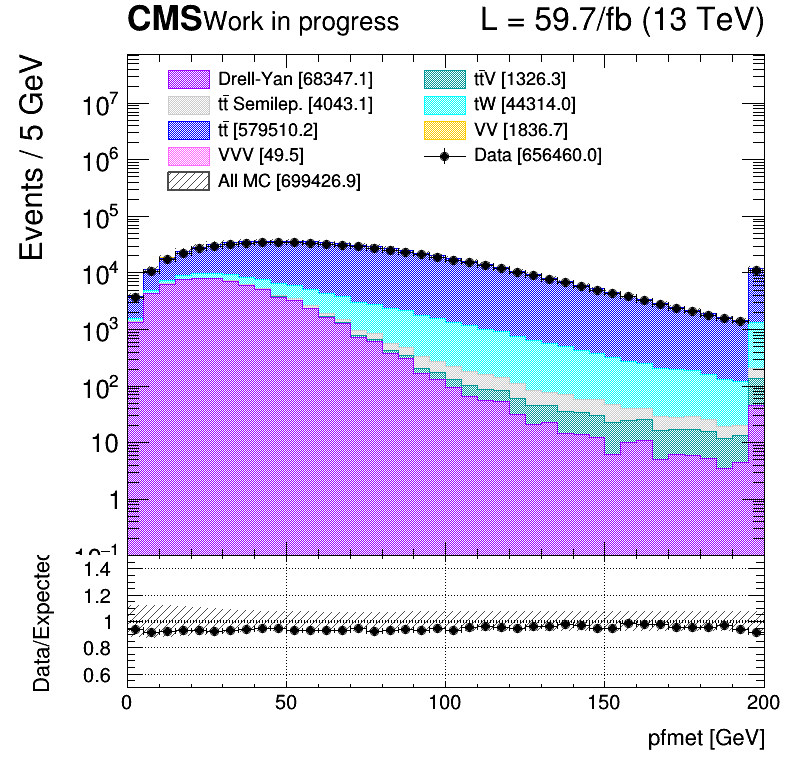 CMS Work in progress L = 59.7/fb (13 TeV)
Events / 5 GeV
Drell-Yan [68347.1]
tt̄ Semilep. [4043.1]
tt̄ [579510.2]
VVV [49.5]
All MC [699426.9]
tt̄V [1326.3]
tW [44314.0]
VV [1836.7]
Data [656460.0]
10⁷
10⁶
10⁵
10⁴
10³
10²
10
1
10⁻¹
Data/Expected
1.4
1.2
1
0.8
0.6
0 50 100 150 200
pfmet [GeV]